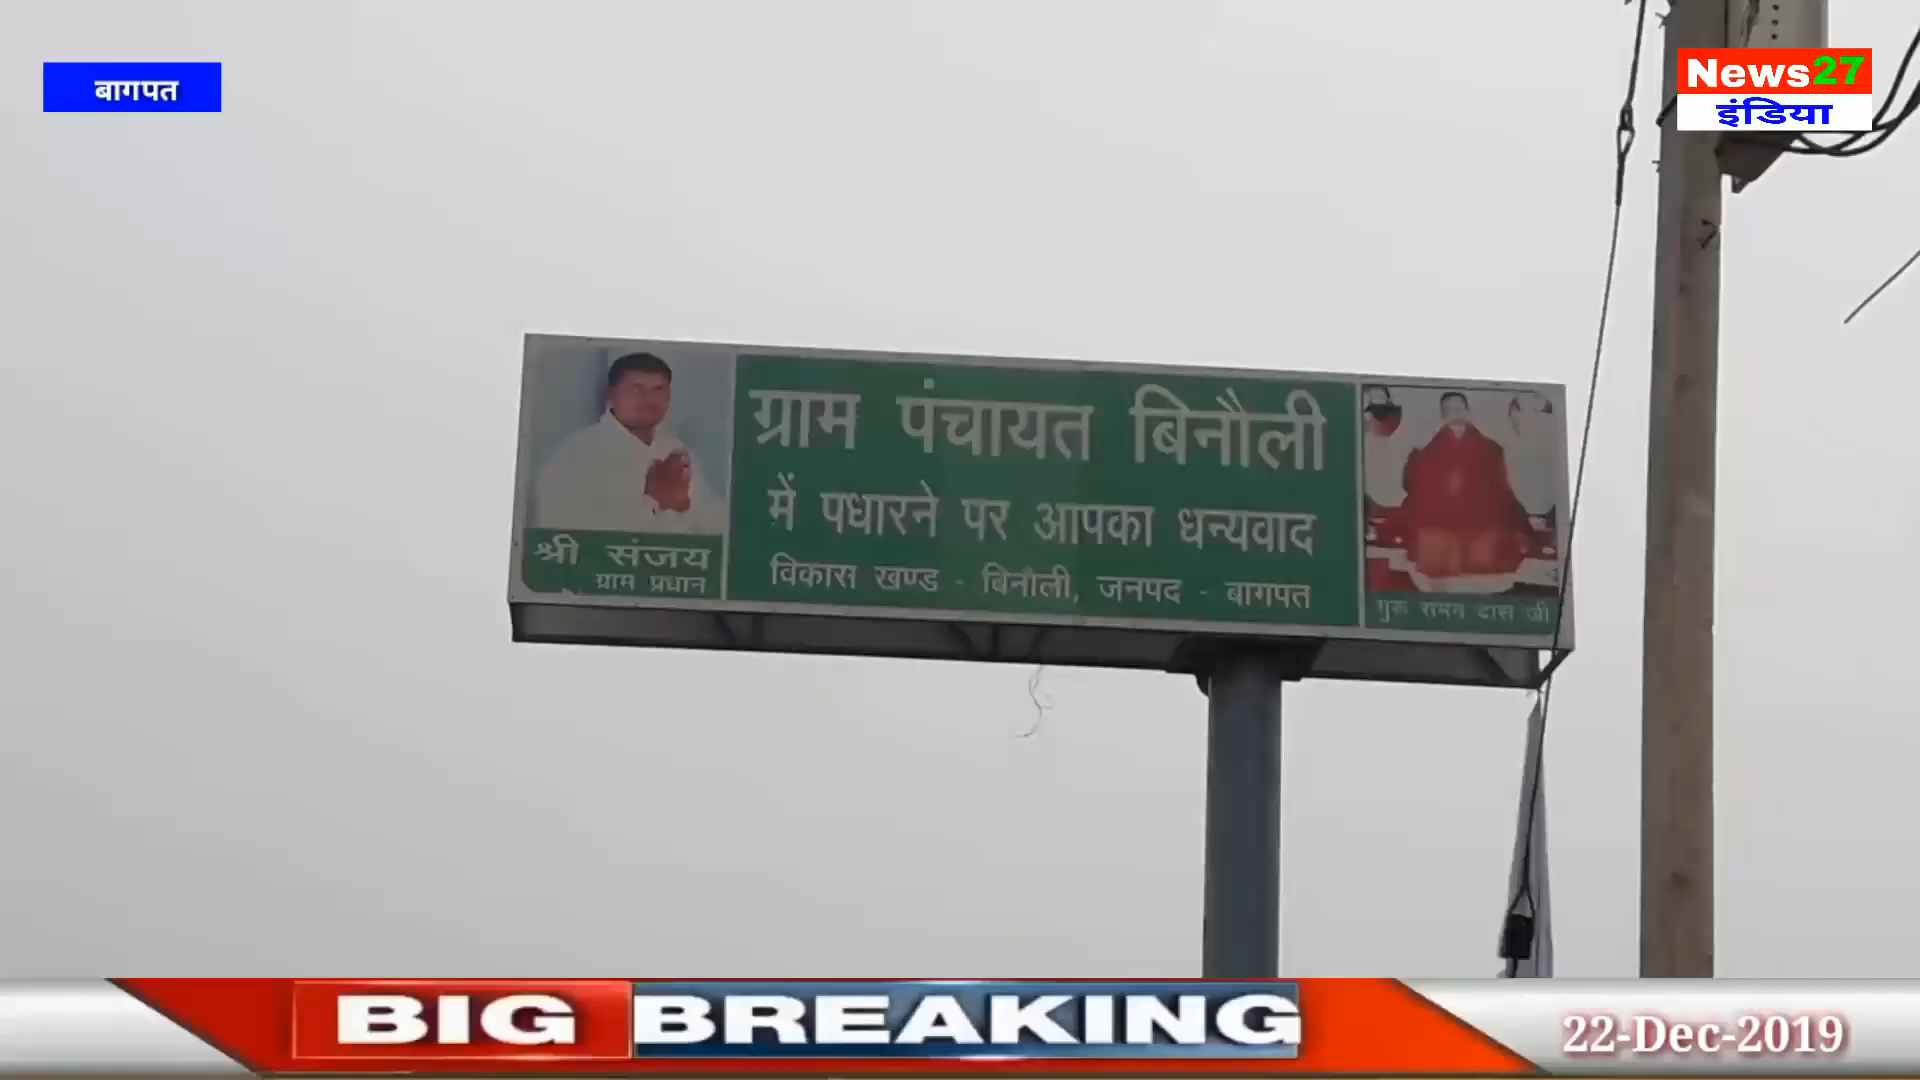 बागपत
News27
इंडिया
ग्राम पंचायत बिनौली
में पधारने पर आपका धन्यवाद
विकास खण्ड - बिनौली, जनपद - बागपत
श्री संजय
ग्राम प्रधान
गुरु समन दास जी
BIG BREAKING
22-Dec-2019